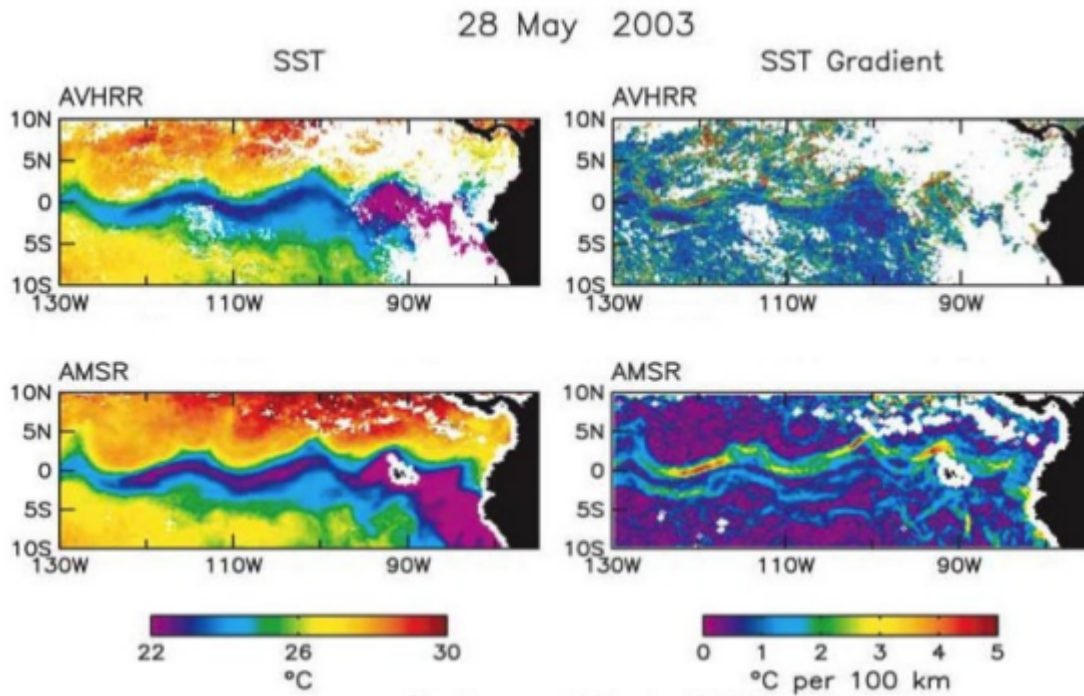 28 May 2003
SST
SST Gradient
AVHRR
AVHRR
10N
5N
0
5S
10S
130W
110W
90W
10N
5N
0
5S
10S
130W
110W
90W
AMSR
AMSR
10N
5N
0
5S
10S
130W
110W
90W
10N
5N
0
5S
10S
130W
110W
90W
22
26
30
°C
0
1
2
3
4
5
°C per 100 km